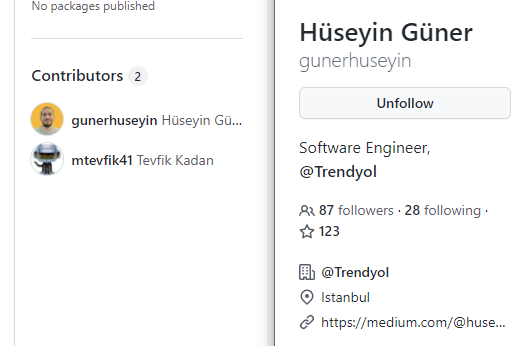 No packages published
Contributors 2
gunerhuseyin Hüseyin Gü...
mtevfik41 Tevfik Kadan
Hüseyin Güner
gunerhuseyin
Unfollow
Software Engineer,
@Trendyol
87 followers · 28 following ·
123
@Trendyol
Istanbul
https://medium.com/@huse...